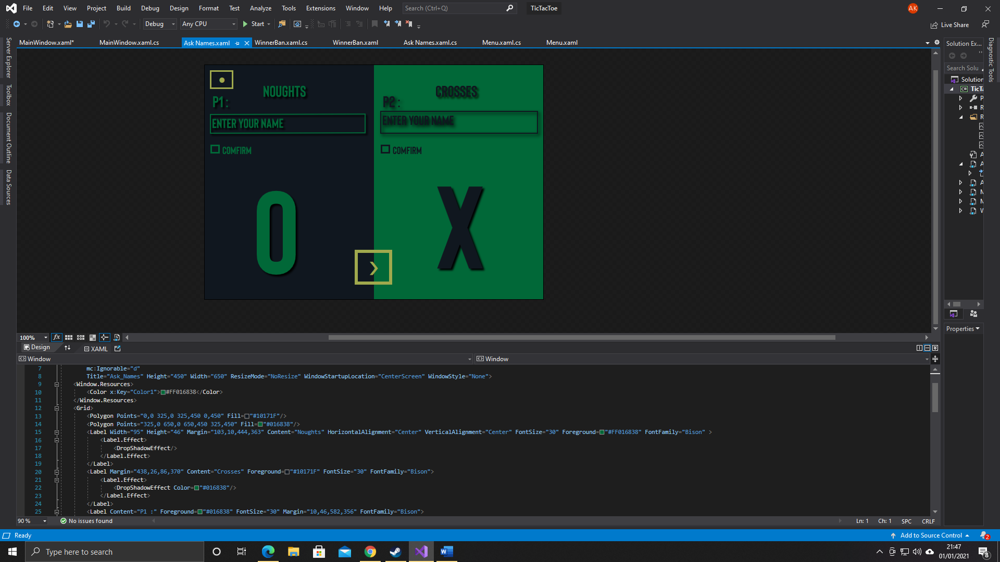 File Edit View Project Build Debug Design Format Test Analyze Tools Extensions Window Help Search (Ctrl+Q) TicTacToe AK
Debug Any CPU Start Live Share
MainWindow.xaml* MainWindow.xaml.cs Ask Names.xaml WinnerBan.xaml.cs WinnerBan.xaml Ask Names.xaml.cs Menu.xaml.cs Menu.xaml
Server Explorer
Toolbox
Document Outline
Data Sources
NOUGHTS
P1 :
ENTER YOUR NAME
COMFIRM
O
CROSSES
P2 :
ENTER YOUR NAME
COMFIRM
X
Solution Ex...
Search Solu
Solution
TicTa
P
R
R
A
A
A
M
M
W
Properties
Diagnostic Tools
100% fx
Design XAML
Window Window
7 mc:Ignorable="d"
8 Title="Ask_Names" Height="450" Width="650" ResizeMode="NoResize" WindowStartupLocation="CenterScreen" WindowStyle="None">
9 <Window.Resources>
10 <Color x:Key="Color1">#FF016838</Color>
11 </Window.Resources>
12 <Grid>
13 <Polygon Points="0,0 325,0 325,450 0,450" Fill="#10171F"/>
14 <Polygon Points="325,0 650,0 650,450 325,450" Fill="#016838"/>
15 <Label Width="95" Height="46" Margin="103,10,444,363" Content="Noughts" HorizontalAlignment="Center" VerticalAlignment="Center" FontSize="30" Foreground="#FF016838" FontFamily="Bison" >
16 <Label.Effect>
17 <DropShadowEffect/>
18 </Label.Effect>
19 </Label>
20 <Label Margin="438,26,86,370" Content="Crosses" Foreground="#10171F" FontSize="30" FontFamily="Bison">
21 <Label.Effect>
22 <DropShadowEffect Color="#016838"/>
23 </Label.Effect>
24 </Label>
25 <Label Content="P1 :" Foreground="#016838" FontSize="30" Margin="10,46,582,356" FontFamily="Bison">
90 % No issues found Ln: 1 Ch: 1 SPC CRLF
Ready Add to Source Control 2
Type here to search 21:47
01/01/2021 8